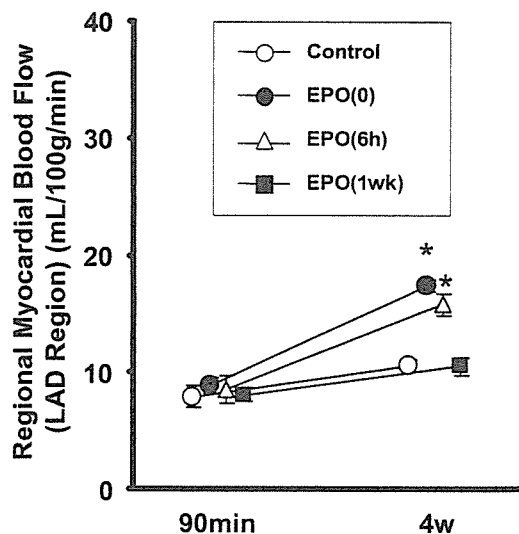 Regional Myocardial Blood Flow
(LAD Region) (mL/100g/min)
40
30
20
10
0
Control
EPO(0)
EPO(6h)
EPO(1wk)
*
*
90min
4w